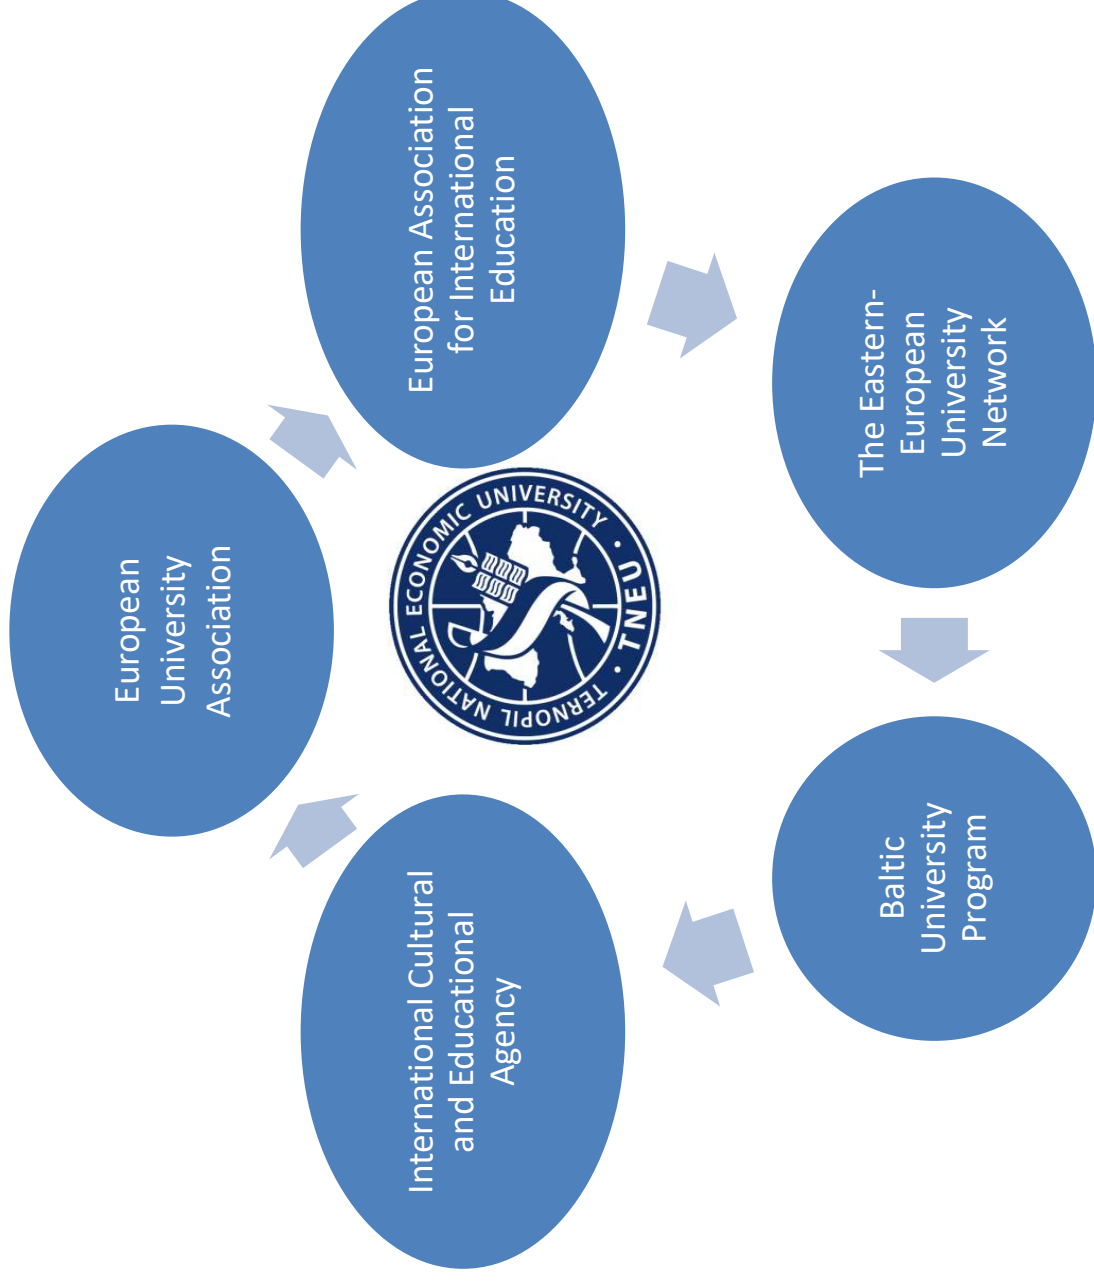 European
University
Association
European Association
for International
Education
The Eastern-
European
University
Network
Baltic
University
Program
International Cultural
and Educational
Agency
TERNOPIL NATIONAL ECONOMIC UNIVERSITY · TNEU ·